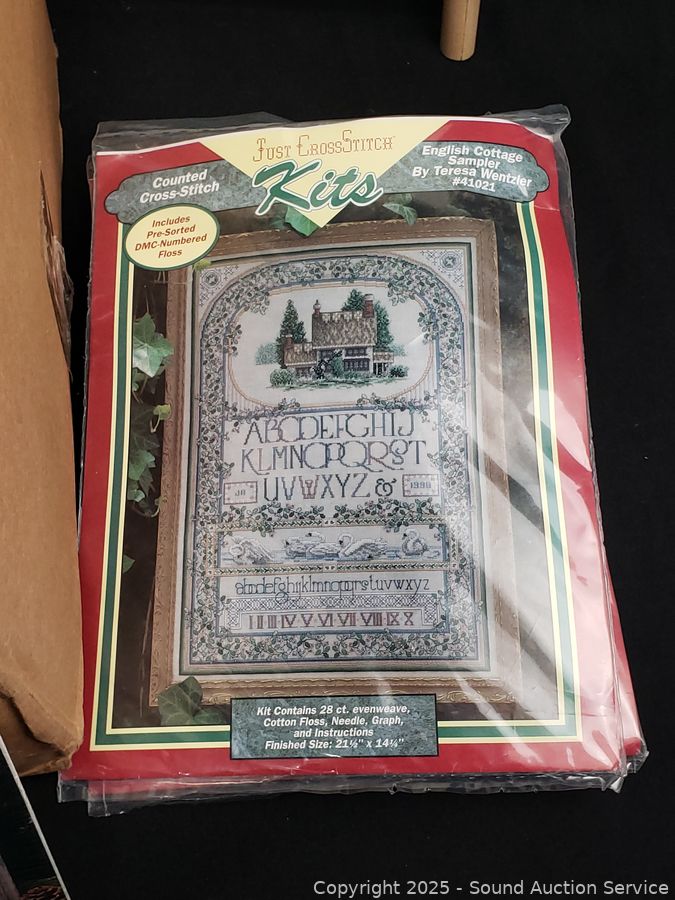 Just CrossStitch
Kits
Counted
Cross-Stitch
English Cottage
Sampler
By Teresa Wentzler
#41021
Includes
Pre-Sorted
DMC-Numbered
Floss
ABCDEFGHIJ
KLMNOPQRST
UVWXYZ &
1990
abcdefghijklmnopqrstuvwxyz
I II III IV V VI VII VIII IX X
Kit Contains 28 ct. evenweave,
Cotton Floss, Needle, Graph,
and Instructions
Finished Size: 21½" x 14¼"
Copyright 2025 - Sound Auction Service